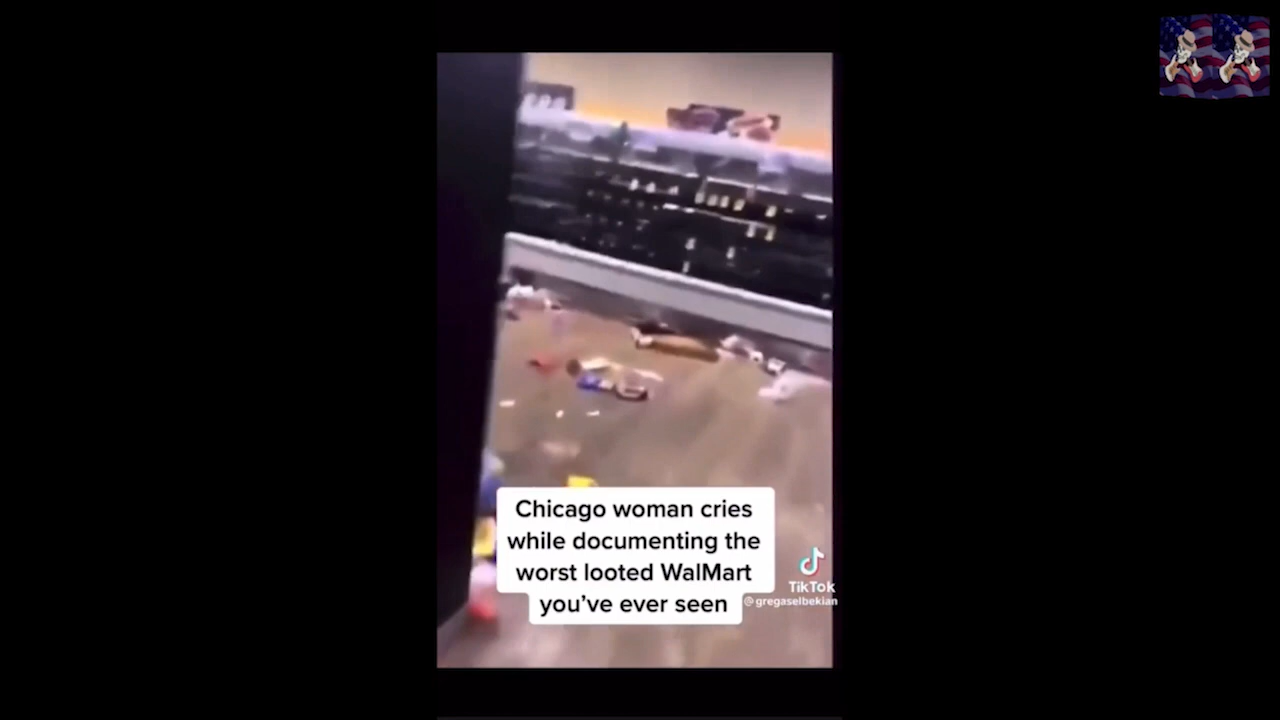 Chicago woman cries
while documenting the
worst looted WalMart
you've ever seen
TikTok
@gregaselbekian